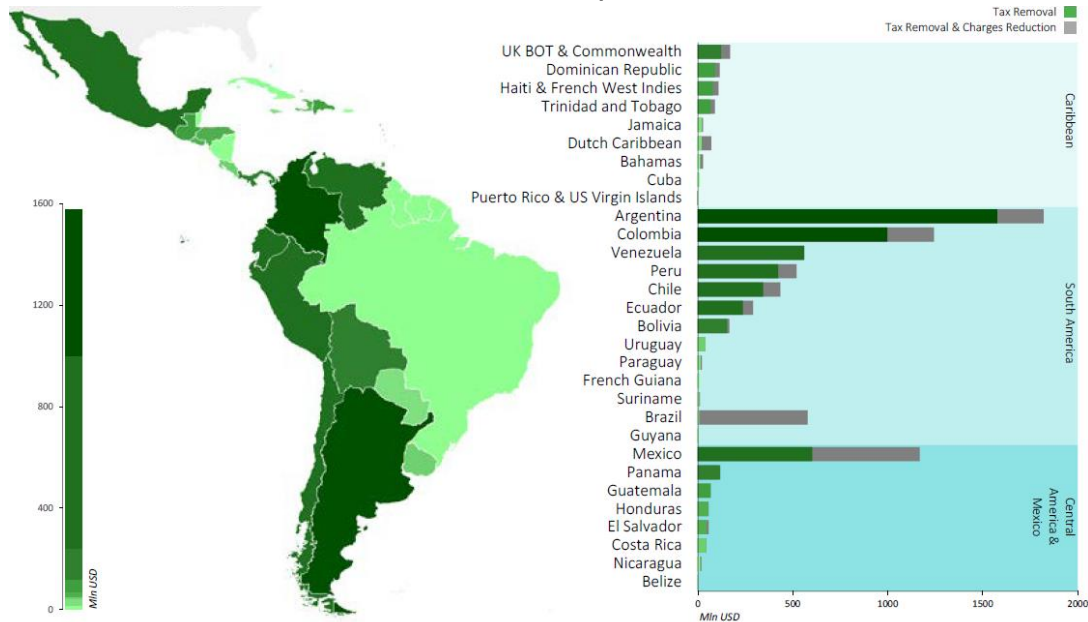 Tax Removal
Tax Removal & Charges Reduction
UK BOT & Commonwealth
Dominican Republic
Haiti & French West Indies
Trinidad and Tobago
Jamaica
Dutch Caribbean
Bahamas
Cuba
Puerto Rico & US Virgin Islands
Caribbean
Argentina
Colombia
Venezuela
Peru
Chile
Ecuador
Bolivia
Uruguay
Paraguay
French Guiana
Suriname
Brazil
Guyana
South America
Mexico
Panama
Guatemala
Honduras
El Salvador
Costa Rica
Nicaragua
Belize
Central
America &
Mexico
0
500
1000
1500
2000
Mln USD
1600
1200
800
400
0
Mln USD